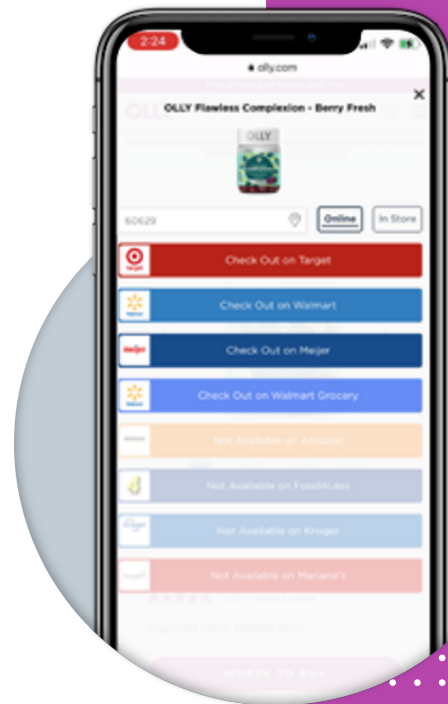 2:24
olly.com
OLLY Flawless Complexion - Berry Fresh
×
OLLY
60629
Online
In Store
Check Out on Target
Check Out on Walmart
Check Out on Meijer
Check Out on Walmart Grocery
Not Available on Amazon
Not Available on Food4Less
Not Available on Kroger
Not Available on Mariano's
WHERE TO BUY